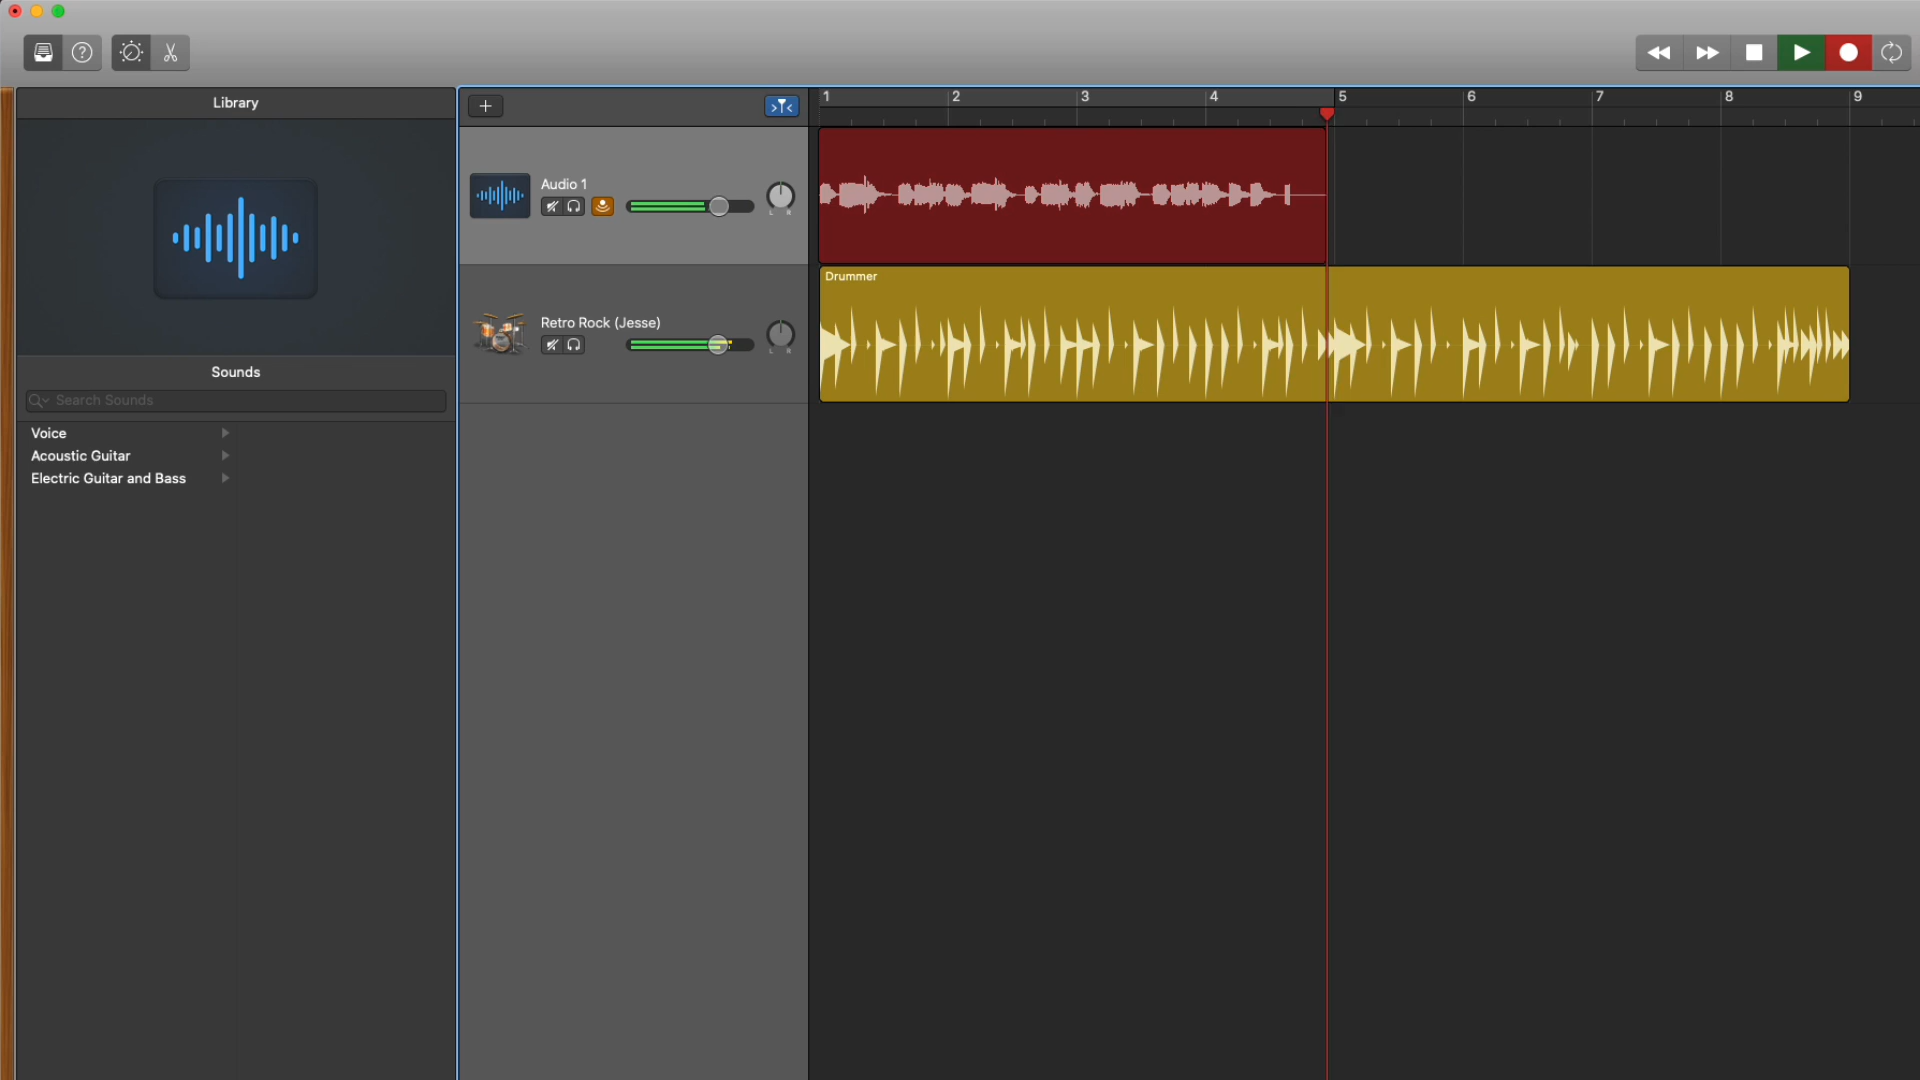 Library
1 2 3 4 5 6 7 8 9
Audio 1
L R
Drummer
Retro Rock (Jesse)
L R
Sounds
Search Sounds
Voice
Acoustic Guitar
Electric Guitar and Bass